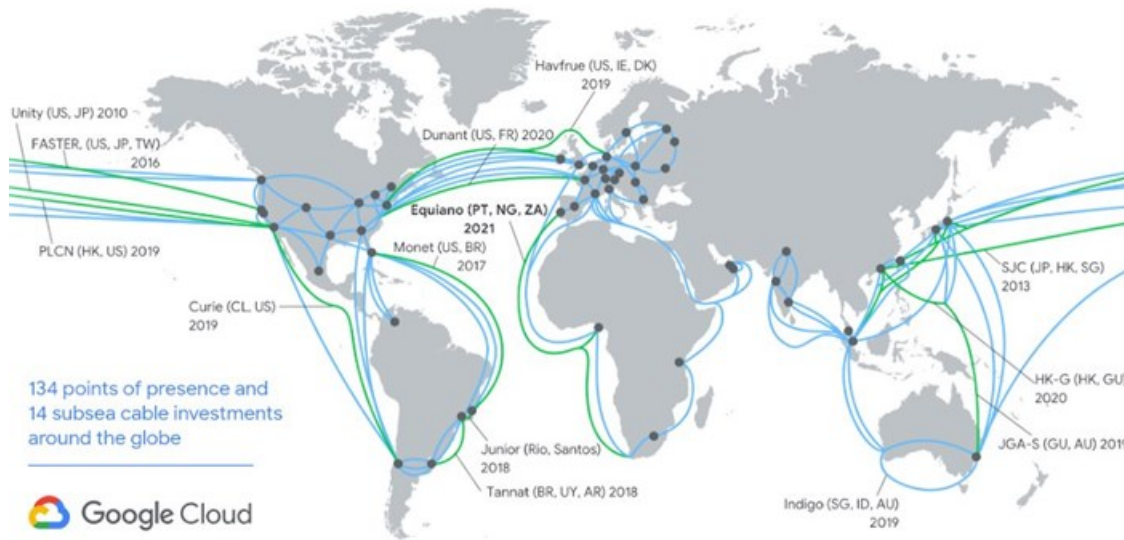 Havfrue (US, IE, DK)
2019
Unity (US, JP) 2010
FASTER, (US, JP, TW)
2016
Dunant (US, FR) 2020
Equiano (PT, NG, ZA)
2021
PLCN (HK, US) 2019
Monet (US, BR)
2017
SJC (JP, HK, SG)
2013
Curie (CL, US)
2019
HK-G (HK, GU)
2020
134 points of presence and
14 subsea cable investments
around the globe
JGA-S (GU, AU) 2019
Junior (Rio, Santos)
2018
Tannat (BR, UY, AR) 2018
Indigo (SG, ID, AU)
2019
Google Cloud